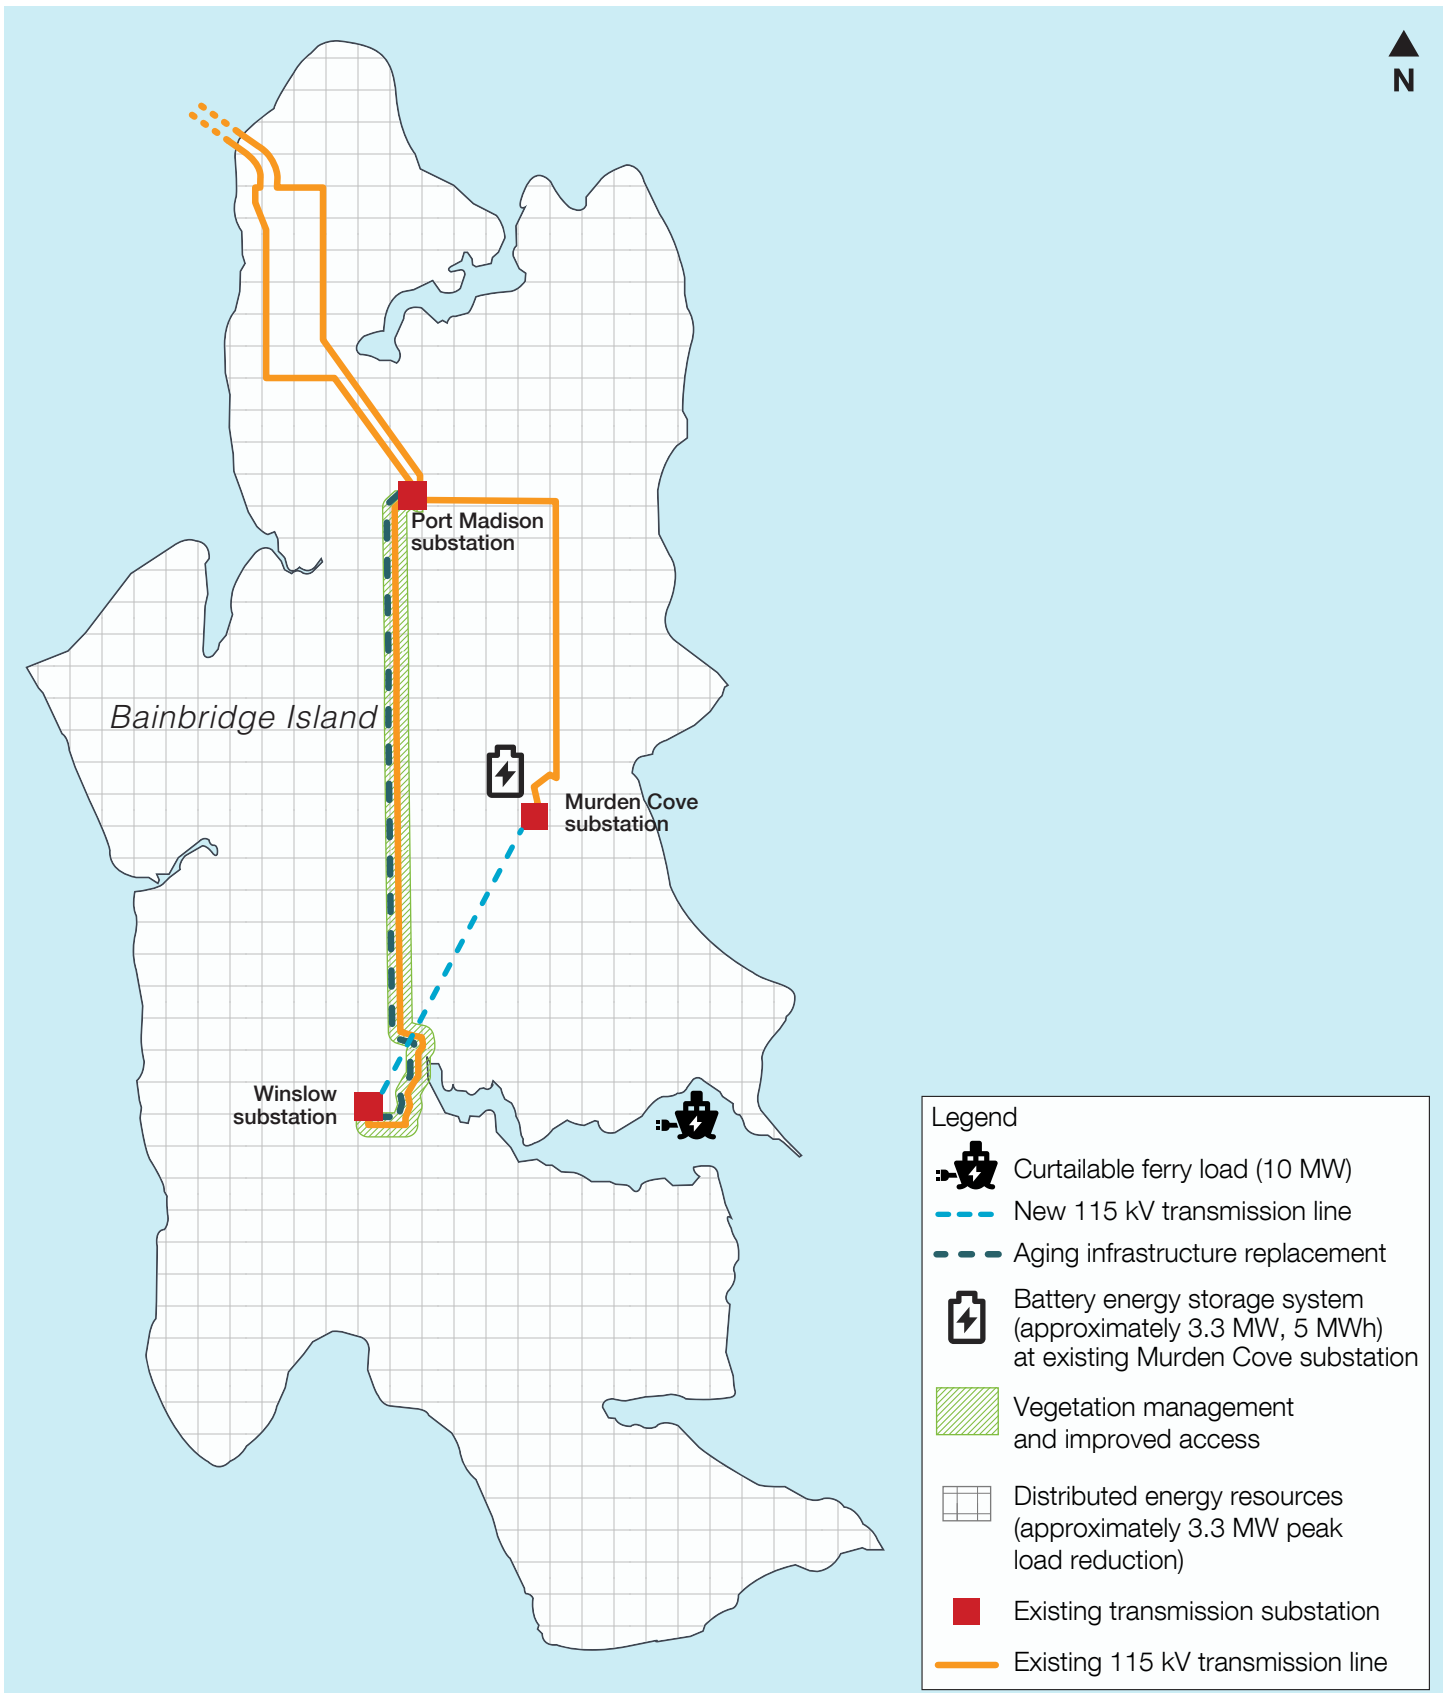 N
Port Madison
substation
Bainbridge Island
Murden Cove
substation
Winslow
substation
Legend
Curtailable ferry load (10 MW)
New 115 kV transmission line
Aging infrastructure replacement
Battery energy storage system
(approximately 3.3 MW, 5 MWh)
at existing Murden Cove substation
Vegetation management
and improved access
Distributed energy resources
(approximately 3.3 MW peak
load reduction)
Existing transmission substation
Existing 115 kV transmission line